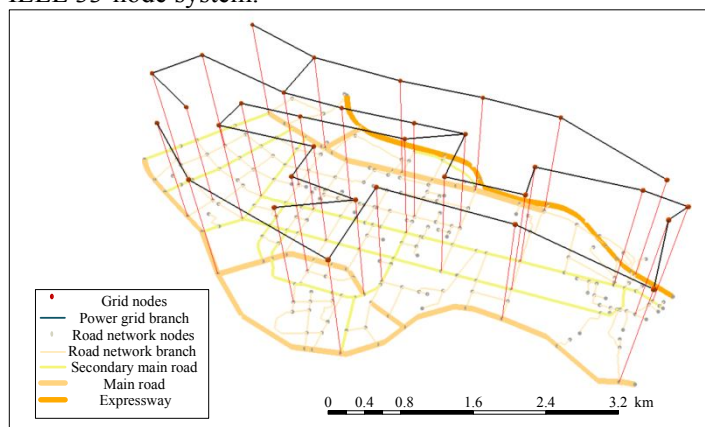 IEEE 33-node system.
Grid nodes
Power grid branch
Road network nodes
Road network branch
Secondary main road
Main road
Expressway
0 0.4 0.8 1.6 2.4 3.2 km